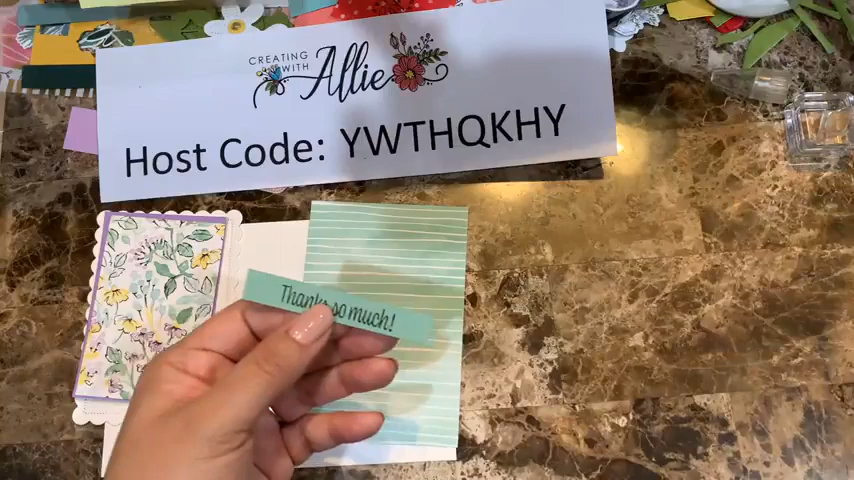 CREATING
WITH
Allie
Host Code: YWTHQKHY
Thanks so much!